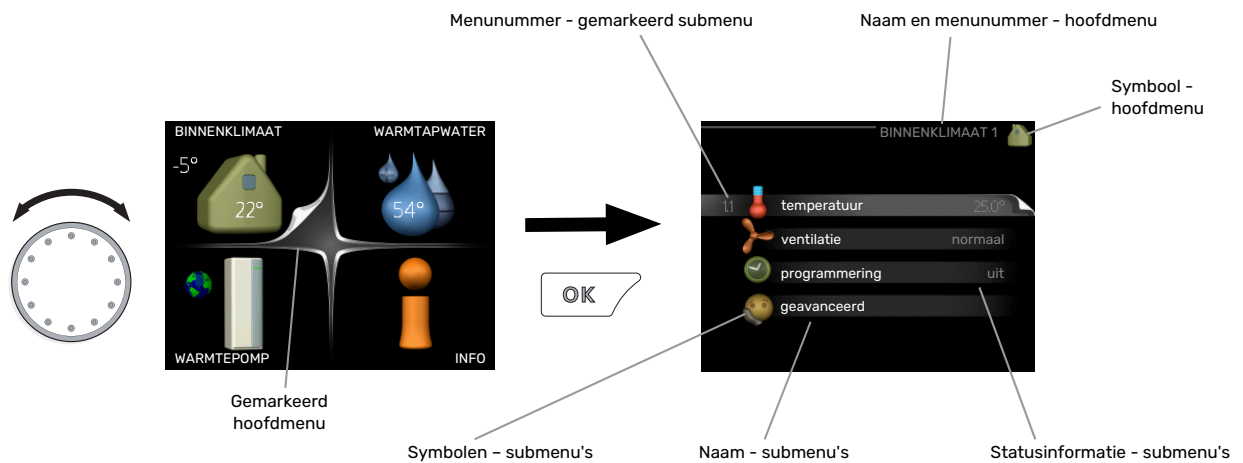 Menunummer - gemarkeerd submenu
Naam en menunummer - hoofdmenu
Symbool -
hoofdmenu
BINNENKLIMAAT
WARMTAPWATER
-5°
22°
54°
WARMTEPOMP
INFO
OK
BINNENKLIMAAT 1
1.1 temperatuur 25.0°
ventilatie normaal
programmering uit
geavanceerd
Gemarkeerd
hoofdmenu
Symbolen – submenu's
Naam - submenu's
Statusinformatie - submenu's